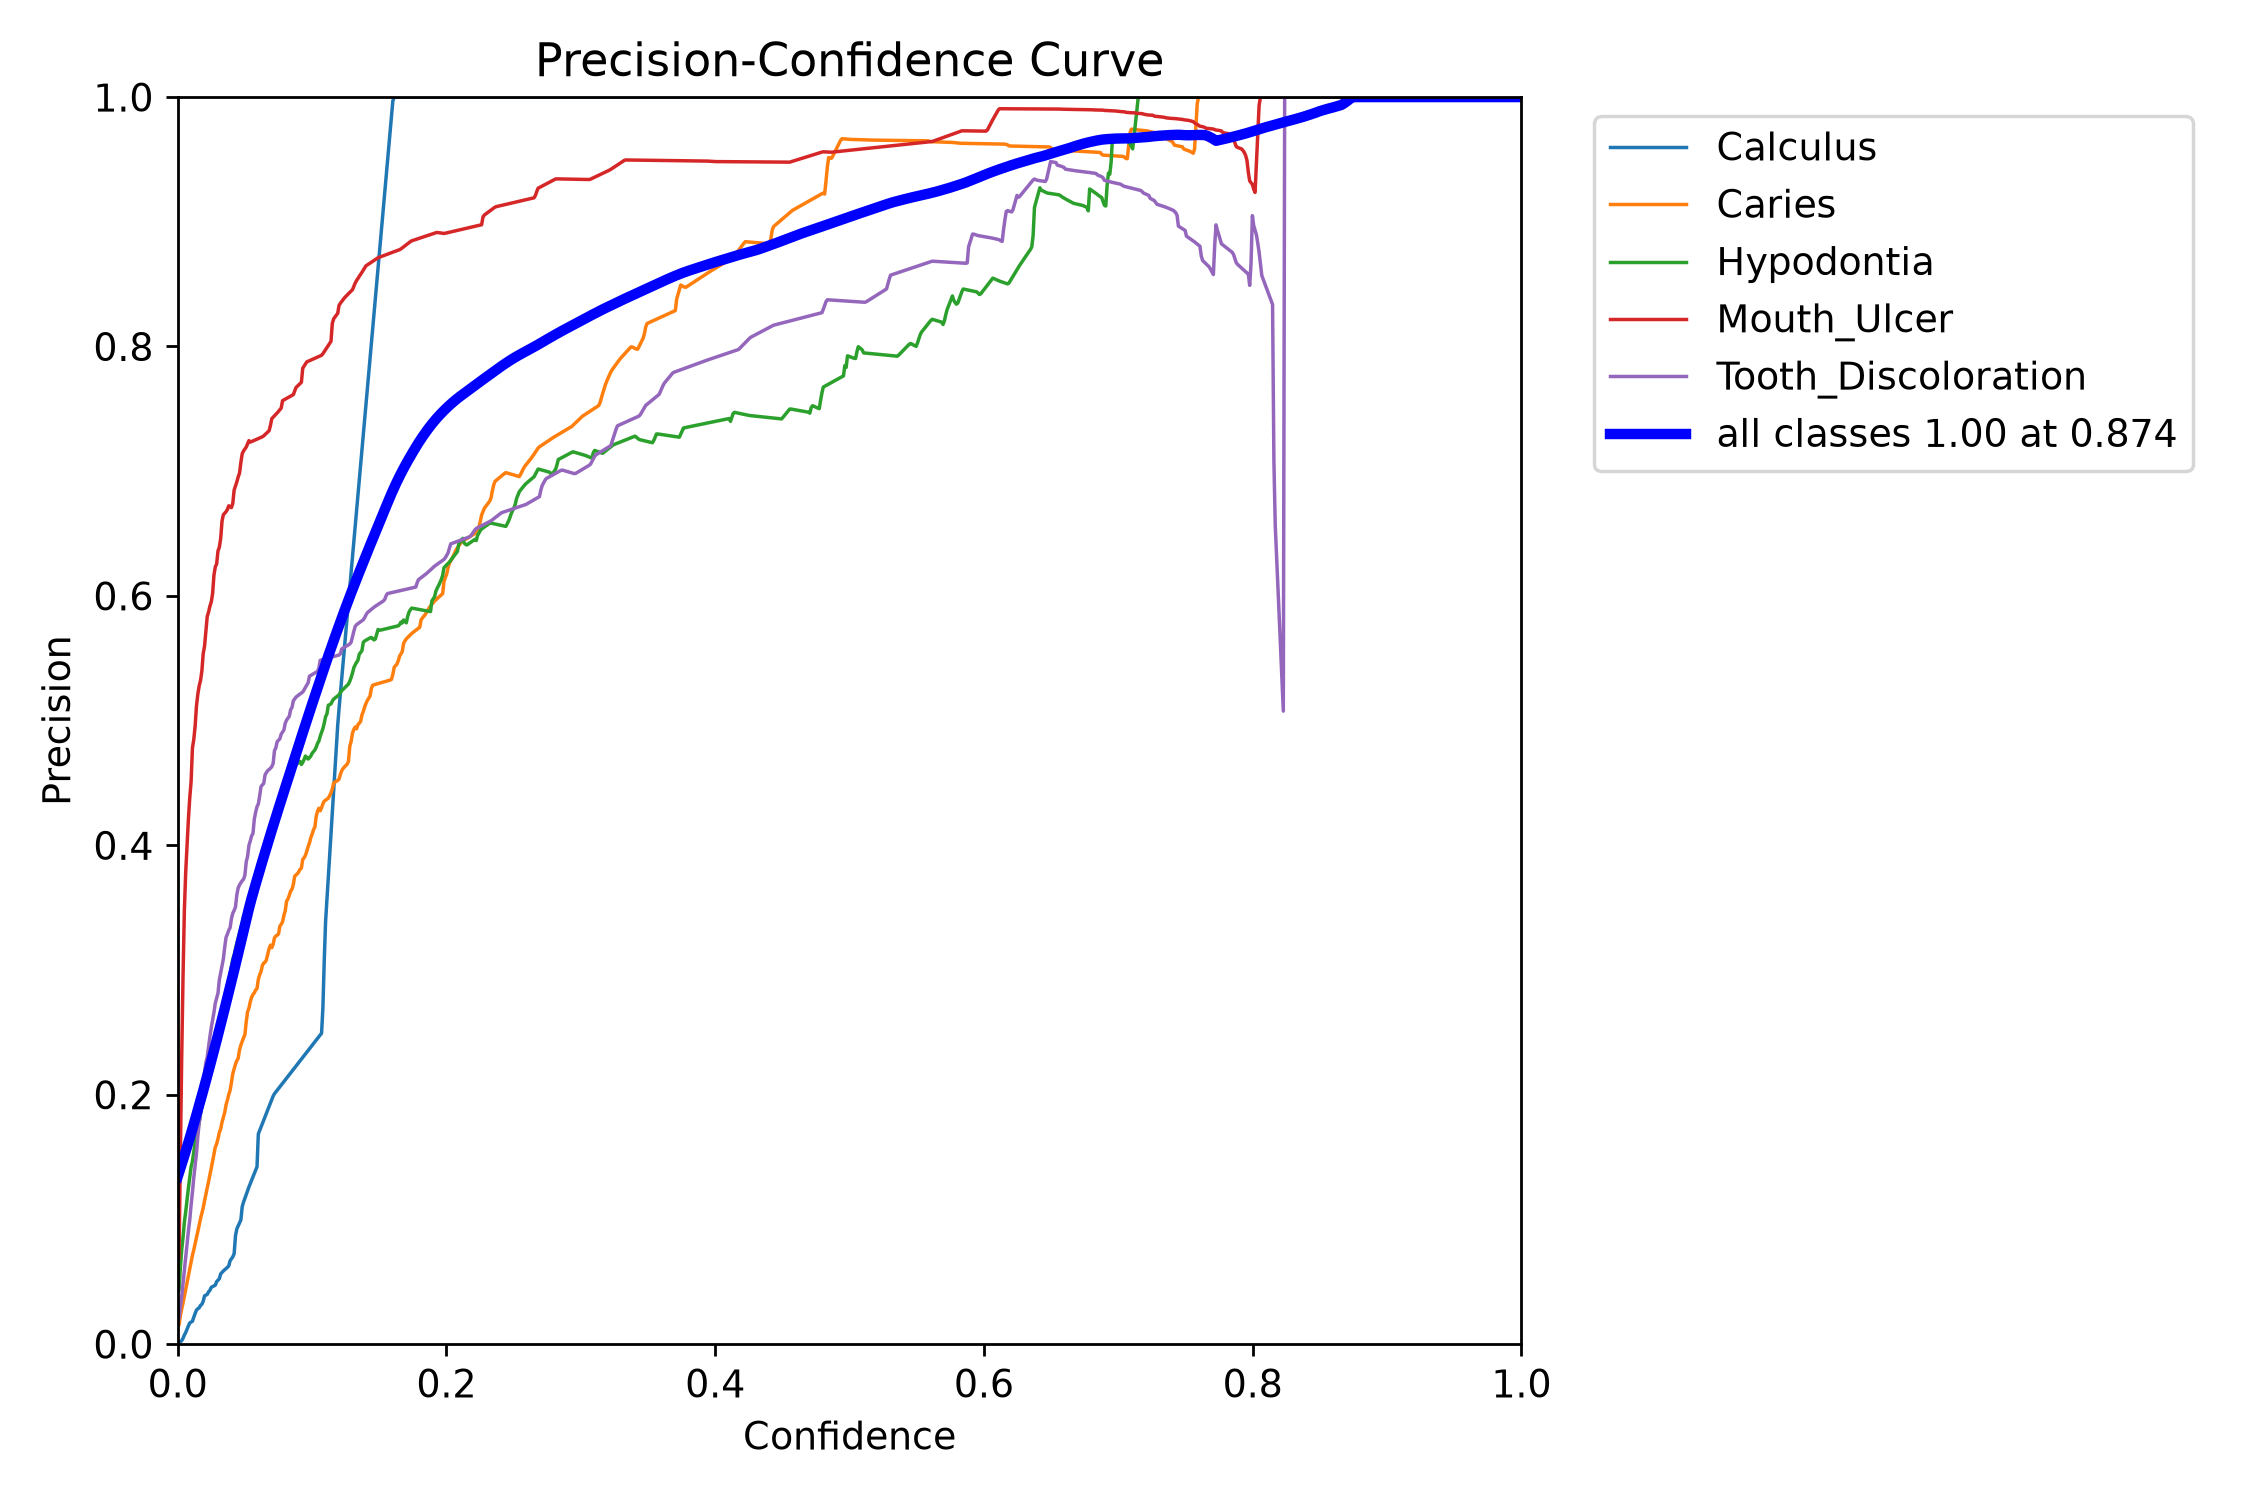 Precision-Confidence Curve
1.0
0.8
0.6
0.4
0.2
0.0
Precision
0.0 0.2 0.4 0.6 0.8 1.0
Confidence
Calculus
Caries
Hypodontia
Mouth_Ulcer
Tooth_Discoloration
all classes 1.00 at 0.874